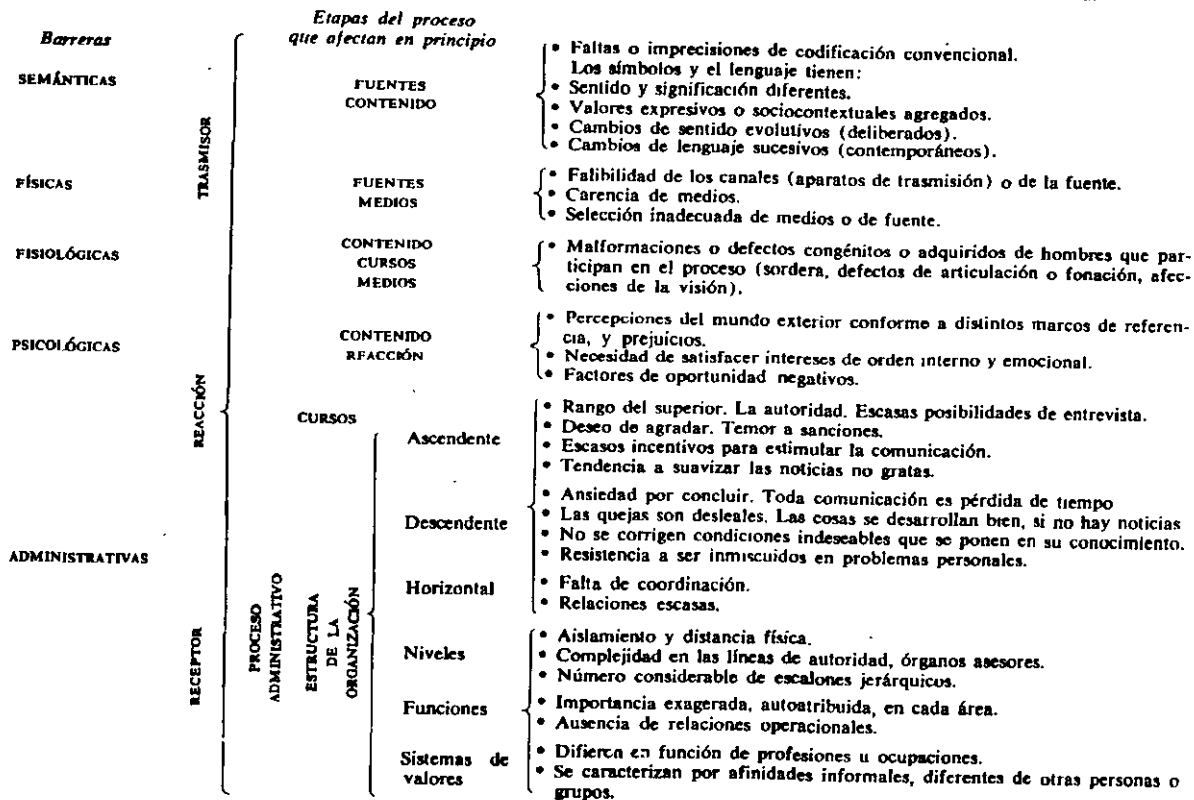 Etapas del proceso
Barreras que afectan en principio
SEMÁNTICAS
TRASMISOR
FUENTES
CONTENIDO
• Faltas o imprecisiones de codificación convencional.
Los símbolos y el lenguaje tienen:
• Sentido y significación diferentes.
• Valores expresivos o sociocontextuales agregados.
• Cambios de sentido evolutivos (deliberados).
• Cambios de lenguaje sucesivos (contemporáneos).
FÍSICAS
FUENTES
MEDIOS
• Falibilidad de los canales (aparatos de trasmisión) o de la fuente.
• Carencia de medios.
• Selección inadecuada de medios o de fuente.
FISIOLÓGICAS
CONTENIDO
CURSOS
MEDIOS
• Malformaciones o defectos congénitos o adquiridos de hombres que par-
ticipan en el proceso (sordera, defectos de articulación o fonación, afec-
ciones de la visión).
PSICOLÓGICAS
REACCIÓN
CONTENIDO
REACCIÓN
• Percepciones del mundo exterior conforme a distintos marcos de referen-
cia, y prejuicios.
• Necesidad de satisfacer intereses de orden interno y emocional.
• Factores de oportunidad negativos.
ADMINISTRATIVAS
RECEPTOR
CURSOS
PROCESO
ADMINISTRATIVO
ESTRUCTURA
DE LA
ORGANIZACIÓN
Ascendente
• Rango del superior. La autoridad. Escasas posibilidades de entrevista.
• Deseo de agradar. Temor a sanciones.
• Escasos incentivos para estimular la comunicación.
• Tendencia a suavizar las noticias no gratas.
Descendente
• Ansiedad por concluir. Toda comunicación es pérdida de tiempo
• Las quejas son desleales. Las cosas se desarrollan bien, si no hay noticias
• No se corrigen condiciones indeseables que se ponen en su conocimiento.
• Resistencia a ser inmiscuidos en problemas personales.
Horizontal
• Falta de coordinación.
• Relaciones escasas.
Niveles
• Aislamiento y distancia física.
• Complejidad en las líneas de autoridad, órganos asesores.
• Número considerable de escalones jerárquicos.
Funciones
• Importancia exagerada, autoatribuida, en cada área.
• Ausencia de relaciones operacionales.
Sistemas de
valores
• Difieren en función de profesiones u ocupaciones.
• Se caracterizan por afinidades informales, diferentes de otras personas o
grupos.